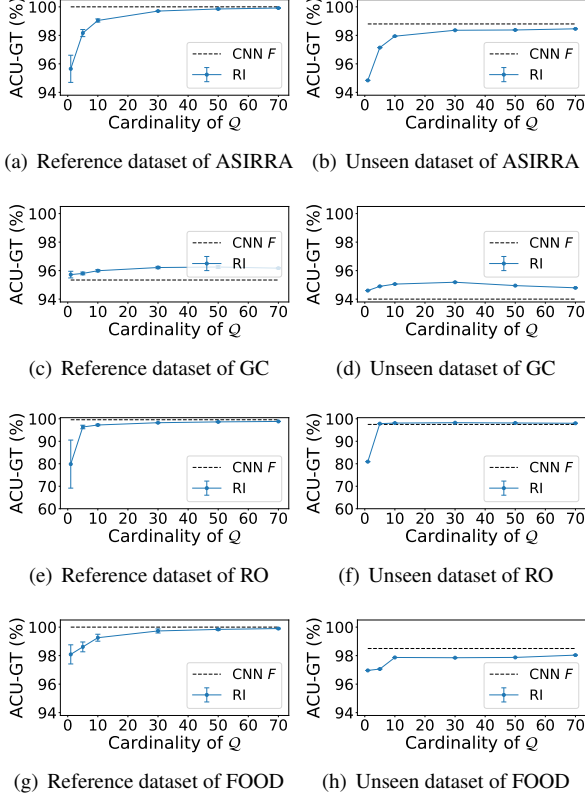 100
98
96
94
ACU-GT (%)
CNN F
RI
0 10 20 30 40 50 60 70
Cardinality of Q
(a) Reference dataset of ASIRRA
100
98
96
94
ACU-GT (%)
CNN F
RI
0 10 20 30 40 50 60 70
Cardinality of Q
(b) Unseen dataset of ASIRRA
100
98
96
94
ACU-GT (%)
CNN F
RI
0 10 20 30 40 50 60 70
Cardinality of Q
(c) Reference dataset of GC
100
98
96
94
ACU-GT (%)
CNN F
RI
0 10 20 30 40 50 60 70
Cardinality of Q
(d) Unseen dataset of GC
100
90
80
70
60
ACU-GT (%)
CNN F
RI
0 10 20 30 40 50 60 70
Cardinality of Q
(e) Reference dataset of RO
100
90
80
70
60
ACU-GT (%)
CNN F
RI
0 10 20 30 40 50 60 70
Cardinality of Q
(f) Unseen dataset of RO
100
98
96
94
ACU-GT (%)
CNN F
RI
0 10 20 30 40 50 60 70
Cardinality of Q
(g) Reference dataset of FOOD
100
98
96
94
ACU-GT (%)
CNN F
RI
0 10 20 30 40 50 60 70
Cardinality of Q
(h) Unseen dataset of FOOD